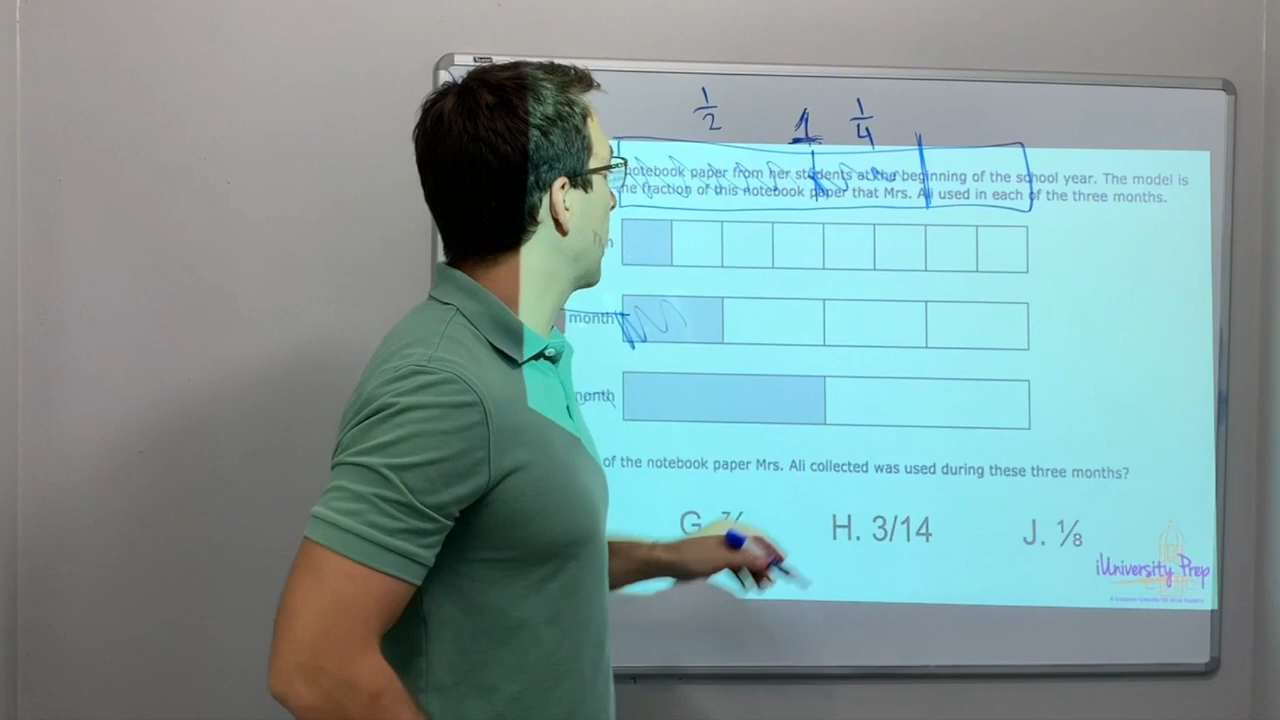 1/2 1 1/4
notebook paper from her students at the beginning of the school year. The model is
he fraction of this notebook paper that Mrs. Ali used in each of the three months.
month
month
of the notebook paper Mrs. Ali collected was used during these three months?
G. H. 3/14 J. ⅛
iUniversity Prep